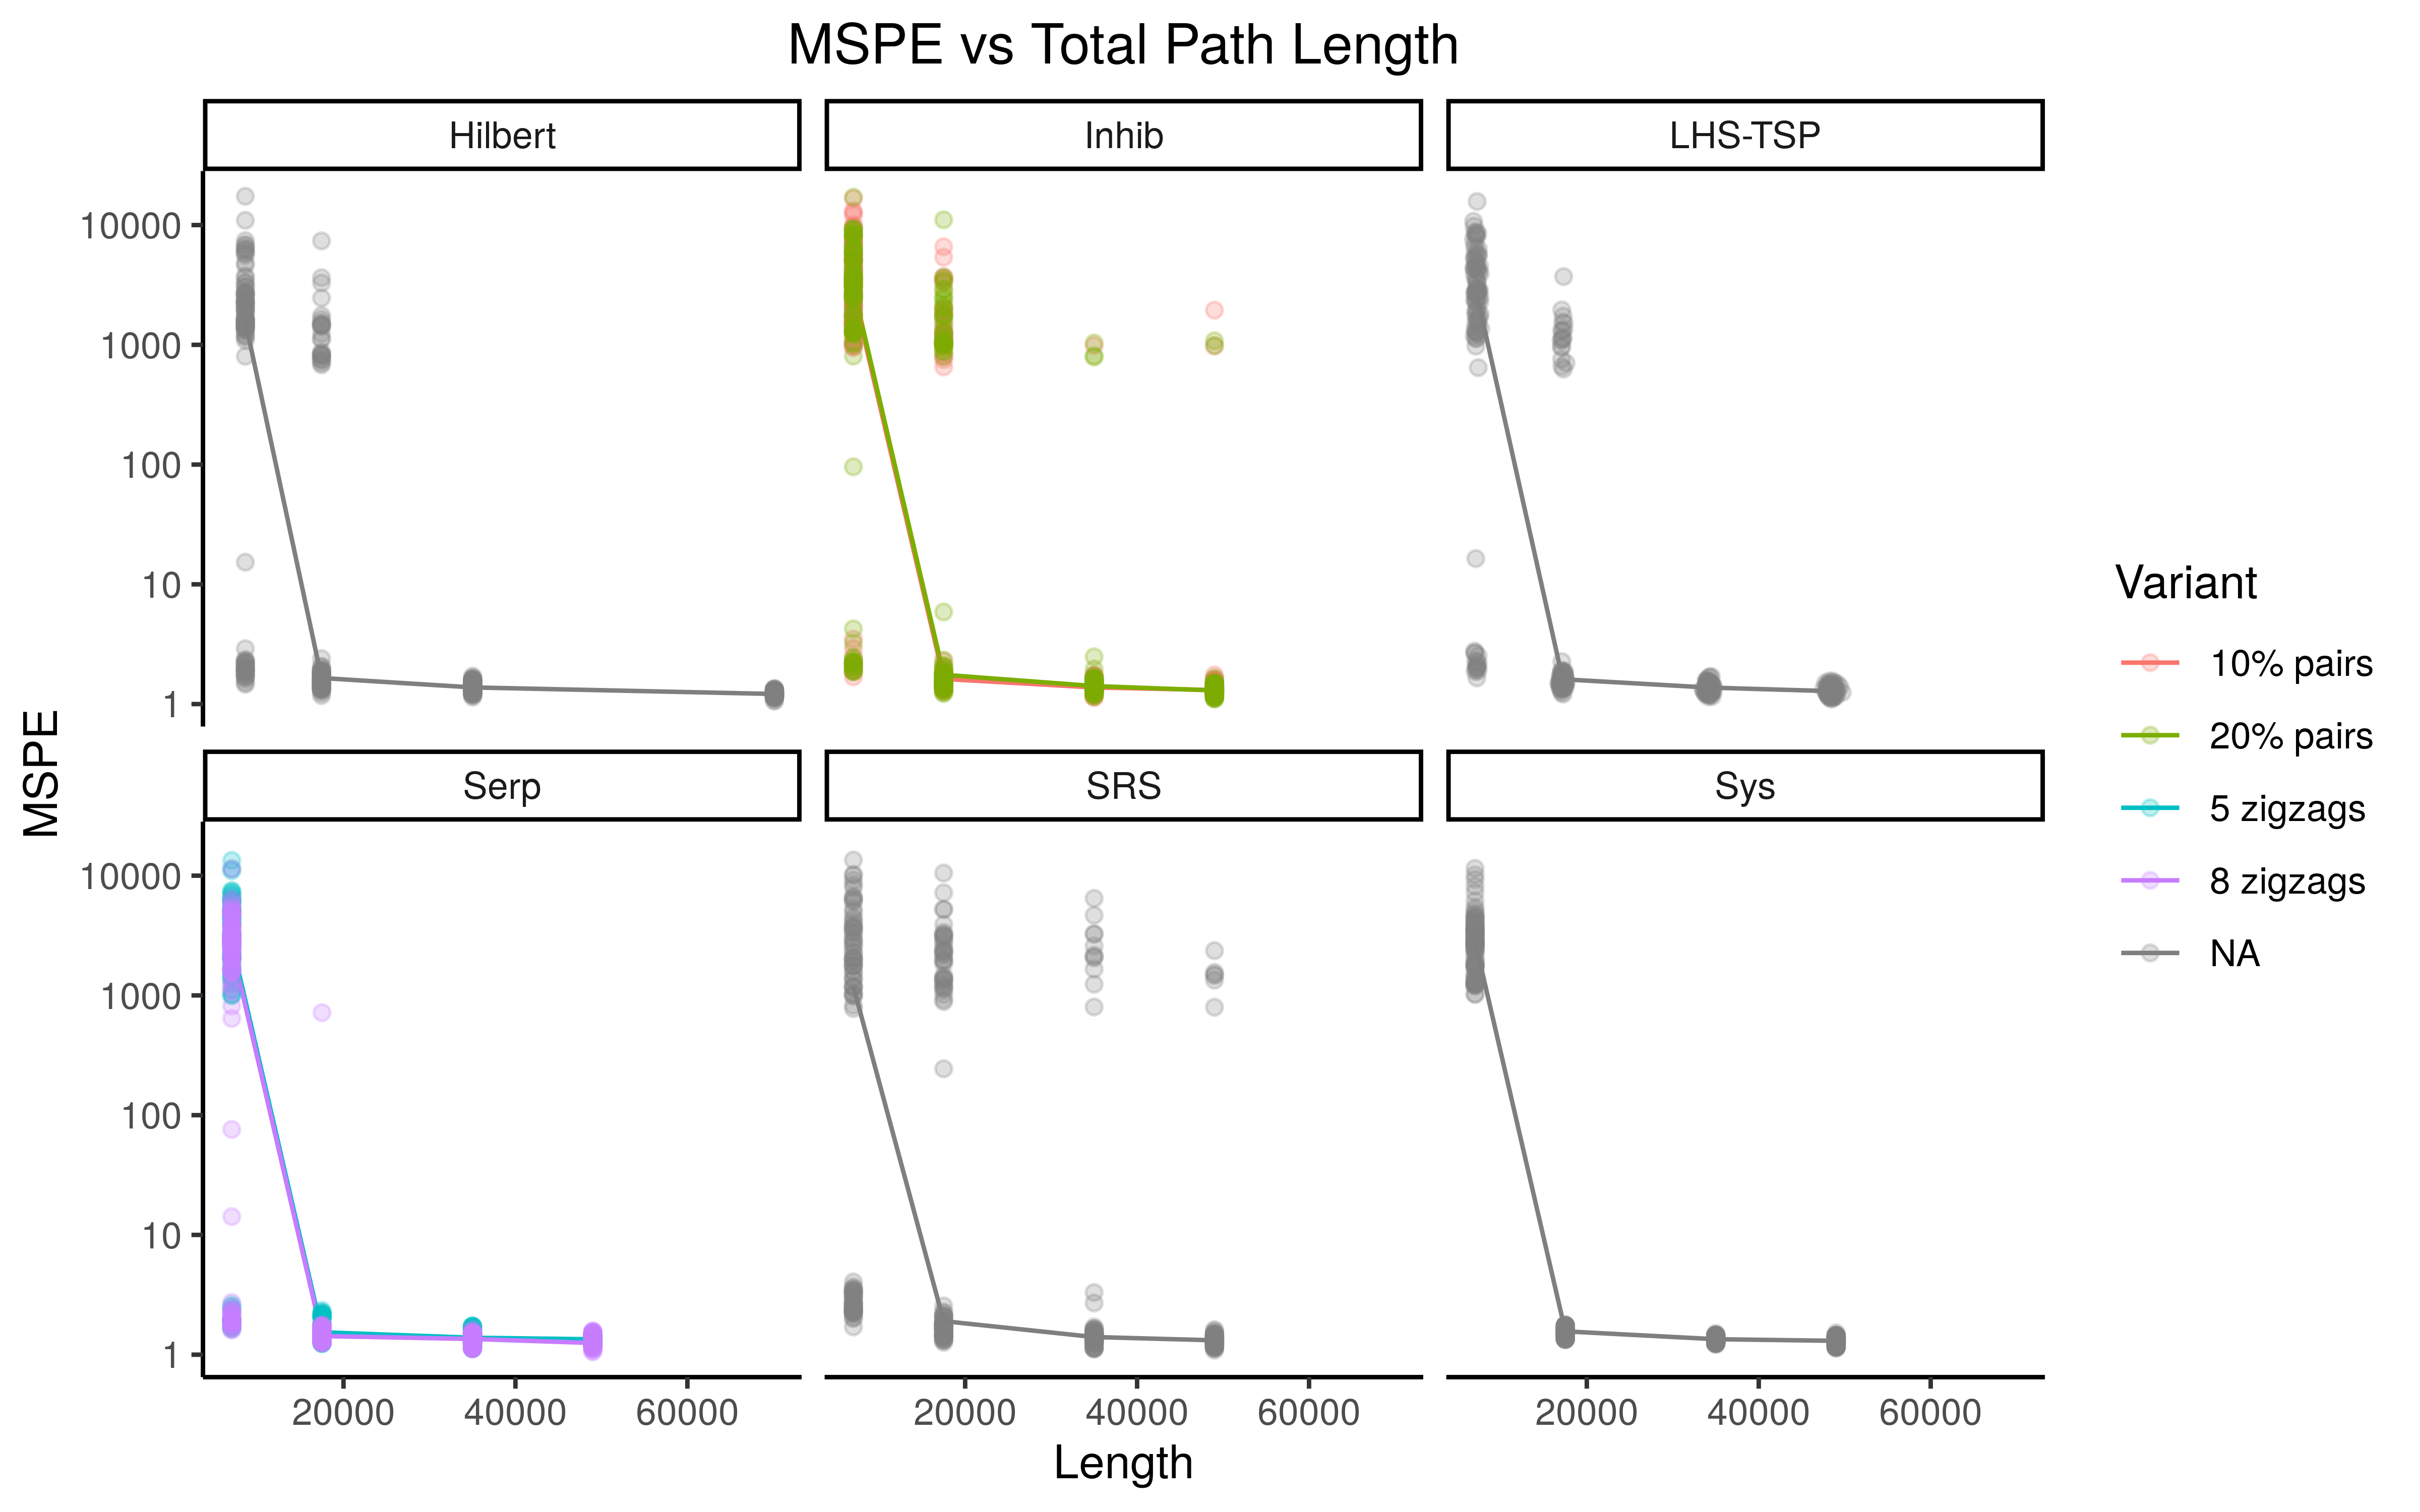 MSPE vs Total Path Length
Hilbert
Inhib
LHS-TSP
10000
1000
100
10
1
MSPE
Serp
SRS
Sys
10000
1000
100
10
1
20000 40000 60000
20000 40000 60000
20000 40000 60000
Length
Variant
10% pairs
20% pairs
5 zigzags
8 zigzags
NA